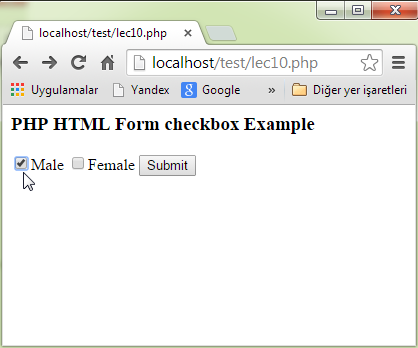 localhost/test/lec10.php
localhost/test/lec10.php
Uygulamalar Yandex Google » Diğer yer işaretleri
PHP HTML Form checkbox Example
Male Female Submit